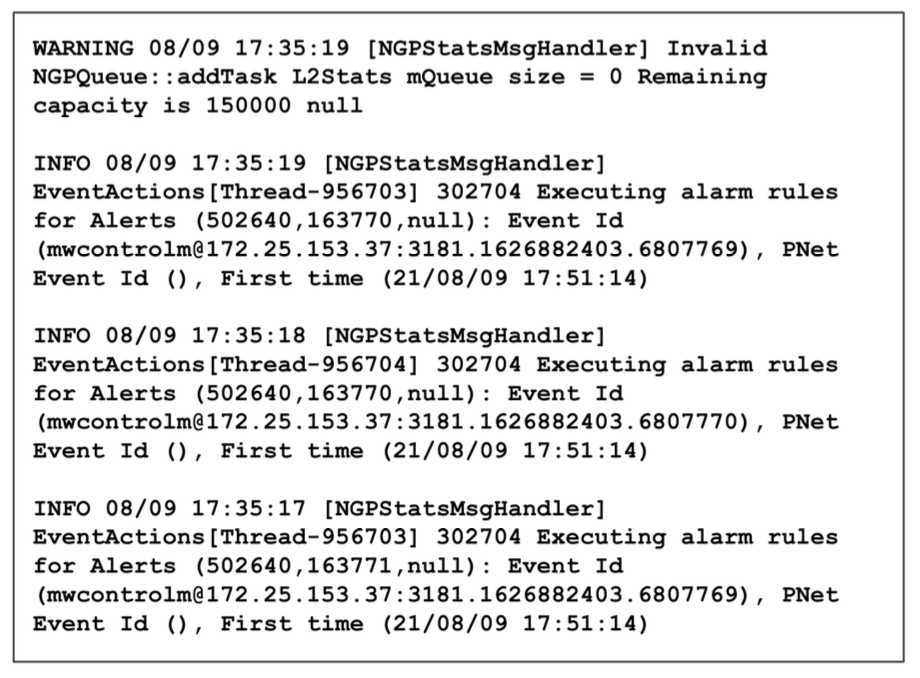 WARNING 08/09 17:35:19 [NGPStatsMsgHandler] Invalid
NGPQueue::addTask L2Stats mQueue size = 0 Remaining
capacity is 150000 null
INFO 08/09 17:35:19 [NGPStatsMsgHandler]
EventActions[Thread-956703] 302704 Executing alarm rules
for Alerts (502640,163770,null): Event Id
(mwcontrolm@172.25.153.37:3181.1626882403.6807769), PNet
Event Id (), First time (21/08/09 17:51:14)
INFO 08/09 17:35:18 [NGPStatsMsgHandler]
EventActions[Thread-956704] 302704 Executing alarm rules
for Alerts (502640,163770,null): Event Id
(mwcontrolm@172.25.153.37:3181.1626882403.6807770), PNet
Event Id (), First time (21/08/09 17:51:14)
INFO 08/09 17:35:17 [NGPStatsMsgHandler]
EventActions[Thread-956703] 302704 Executing alarm rules
for Alerts (502640,163771,null): Event Id
(mwcontrolm@172.25.153.37:3181.1626882403.6807769), PNet
Event Id (), First time (21/08/09 17:51:14)